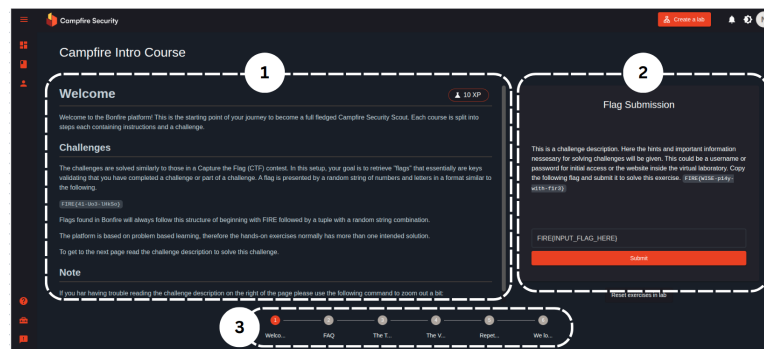 Campfire Security
Create a lab
Campfire Intro Course
1
Welcome
10 XP
Welcome to the Bonfire platform! This is the starting point of your journey to become a full fledged Campfire Security Scout. Each course is split into
steps each containing instructions and a challenge.
Challenges
The challenges are solved similarly to those in a Capture the Flag (CTF) contest. In this setup, your goal is to retrieve "flags" that essentially are keys
validating that you have completed a challenge or part of a challenge. A flag is presented by a random string of numbers and letters in a format similar to
the following.
Flags found in Bonfire will always follow this structure of beginning with FIRE followed by a tuple with a random string combination.
The platform is based on problem based learning, therefore the hands-on exercises normally has more than one intended solution.
To get to the next page read the challenge description to solve this challenge.
Note
If you har having trouble reading the challenge description on the right of the page please use the following command to zoom out a bit:
2
Flag Submission
This is a challenge description. Here the hints and important information
nessesary for solving challenges will be given. This could be a username or
password for initial access or the website inside the virtual laboratory. Copy
the following flag and submit it to solve this exercise. FIRE{WISE-pl4y-
with-fir3}
FIRE{INPUT_FLAG_HERE}
Submit
Reset exercises in lab
3
1 2 3 4 5 6
Welco... FAQ The T... The V... Repet... We lo...